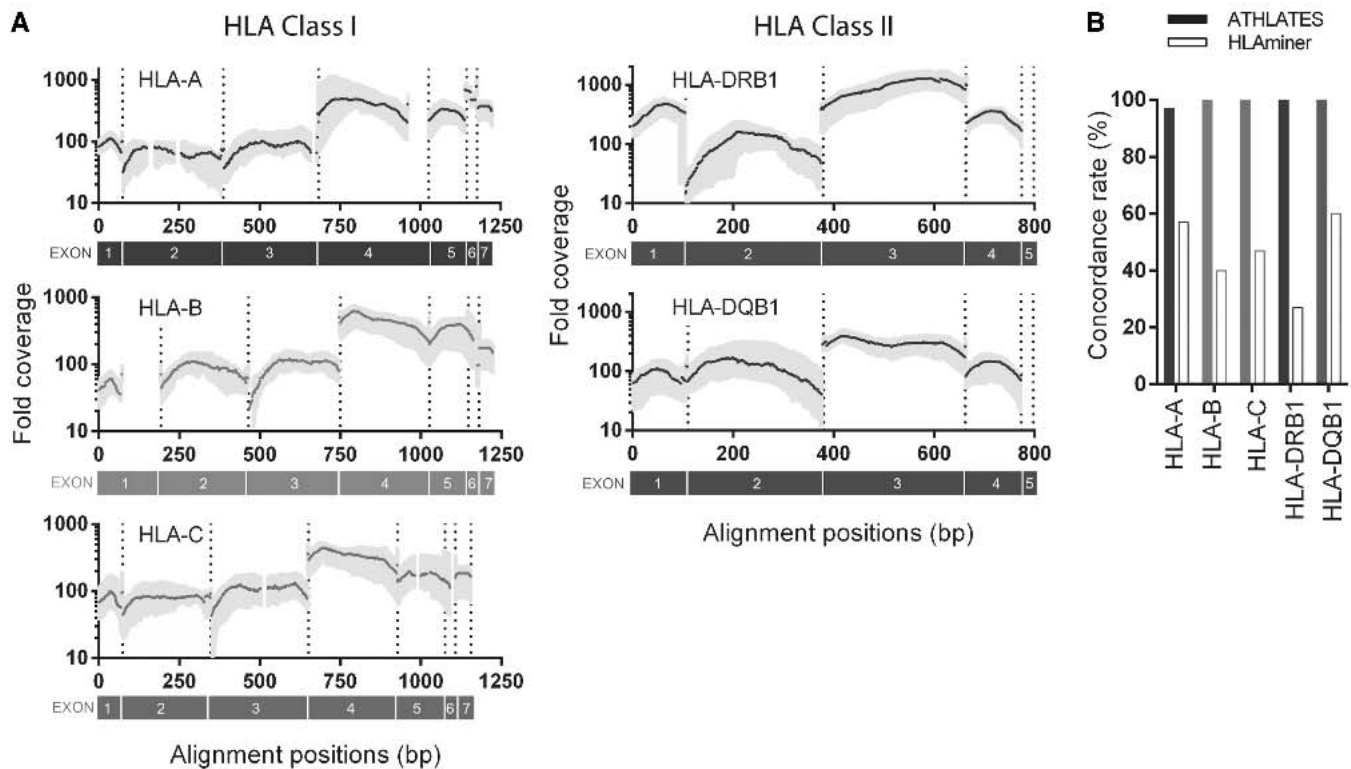 A
HLA Class I
HLA Class II
B
ATHLATES
HLAminer
HLA-A
1000
100
10
0 250 500 750 1000 1250
EXON 1 2 3 4 5 6 7
HLA-B
1000
100
10
0 250 500 750 1000 1250
EXON 1 2 3 4 5 6 7
HLA-C
1000
100
10
0 250 500 750 1000 1250
EXON 1 2 3 4 5 6 7
Fold coverage
Alignment positions (bp)
HLA-DRB1
1000
100
10
0 200 400 600 800
EXON 1 2 3 4 5
HLA-DQB1
1000
100
10
0 200 400 600 800
EXON 1 2 3 4 5
Fold coverage
Alignment positions (bp)
Concordance rate (%)
100
80
60
40
20
0
HLA-A
HLA-B
HLA-C
HLA-DRB1
HLA-DQB1